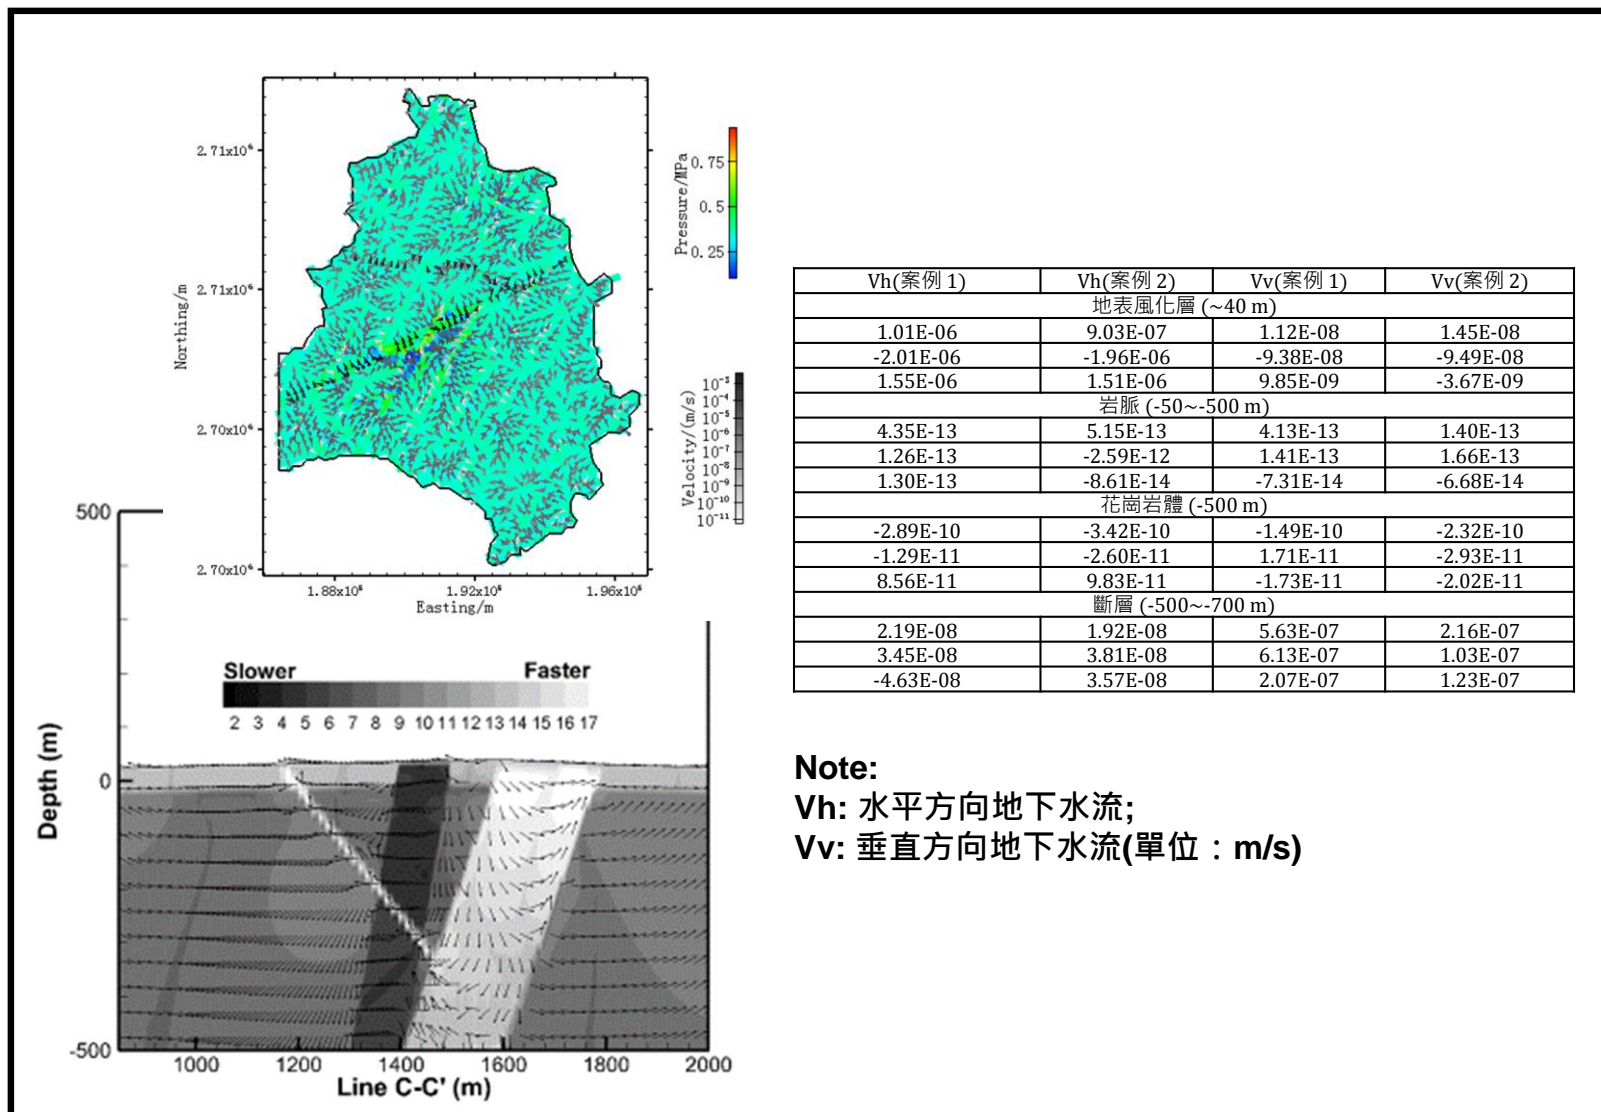 2.71x10⁶
2.71x10⁶
2.70x10⁶
2.70x10⁶
Northing/m
1.88x10⁵
1.92x10⁵
1.96x10⁵
Easting/m
Pressure/MPa
0.75
0.5
0.25
Velocity/(m/s)
10⁻³
10⁻⁴
10⁻⁵
10⁻⁶
10⁻⁷
10⁻⁸
10⁻⁹
10⁻¹⁰
10⁻¹¹
500
0
-500
Depth (m)
Slower Faster
2 3 4 5 6 7 8 9 10 11 12 13 14 15 16 17
1000 1200 1400 1600 1800 2000
Line C-C' (m)
Vh(案例 1) Vh(案例 2) Vv(案例 1) Vv(案例 2)
地表風化層 (~40 m)
1.01E-06 9.03E-07 1.12E-08 1.45E-08
-2.01E-06 -1.96E-06 -9.38E-08 -9.49E-08
1.55E-06 1.51E-06 9.85E-09 -3.67E-09
岩脈 (-50~-500 m)
4.35E-13 5.15E-13 4.13E-13 1.40E-13
1.26E-13 -2.59E-12 1.41E-13 1.66E-13
1.30E-13 -8.61E-14 -7.31E-14 -6.68E-14
花崗岩體 (-500 m)
-2.89E-10 -3.42E-10 -1.49E-10 -2.32E-10
-1.29E-11 -2.60E-11 1.71E-11 -2.93E-11
8.56E-11 9.83E-11 -1.73E-11 -2.02E-11
斷層 (-500~-700 m)
2.19E-08 1.92E-08 5.63E-07 2.16E-07
3.45E-08 3.81E-08 6.13E-07 1.03E-07
-4.63E-08 3.57E-08 2.07E-07 1.23E-07
Note:
Vh: 水平方向地下水流;
Vv: 垂直方向地下水流(單位：m/s)